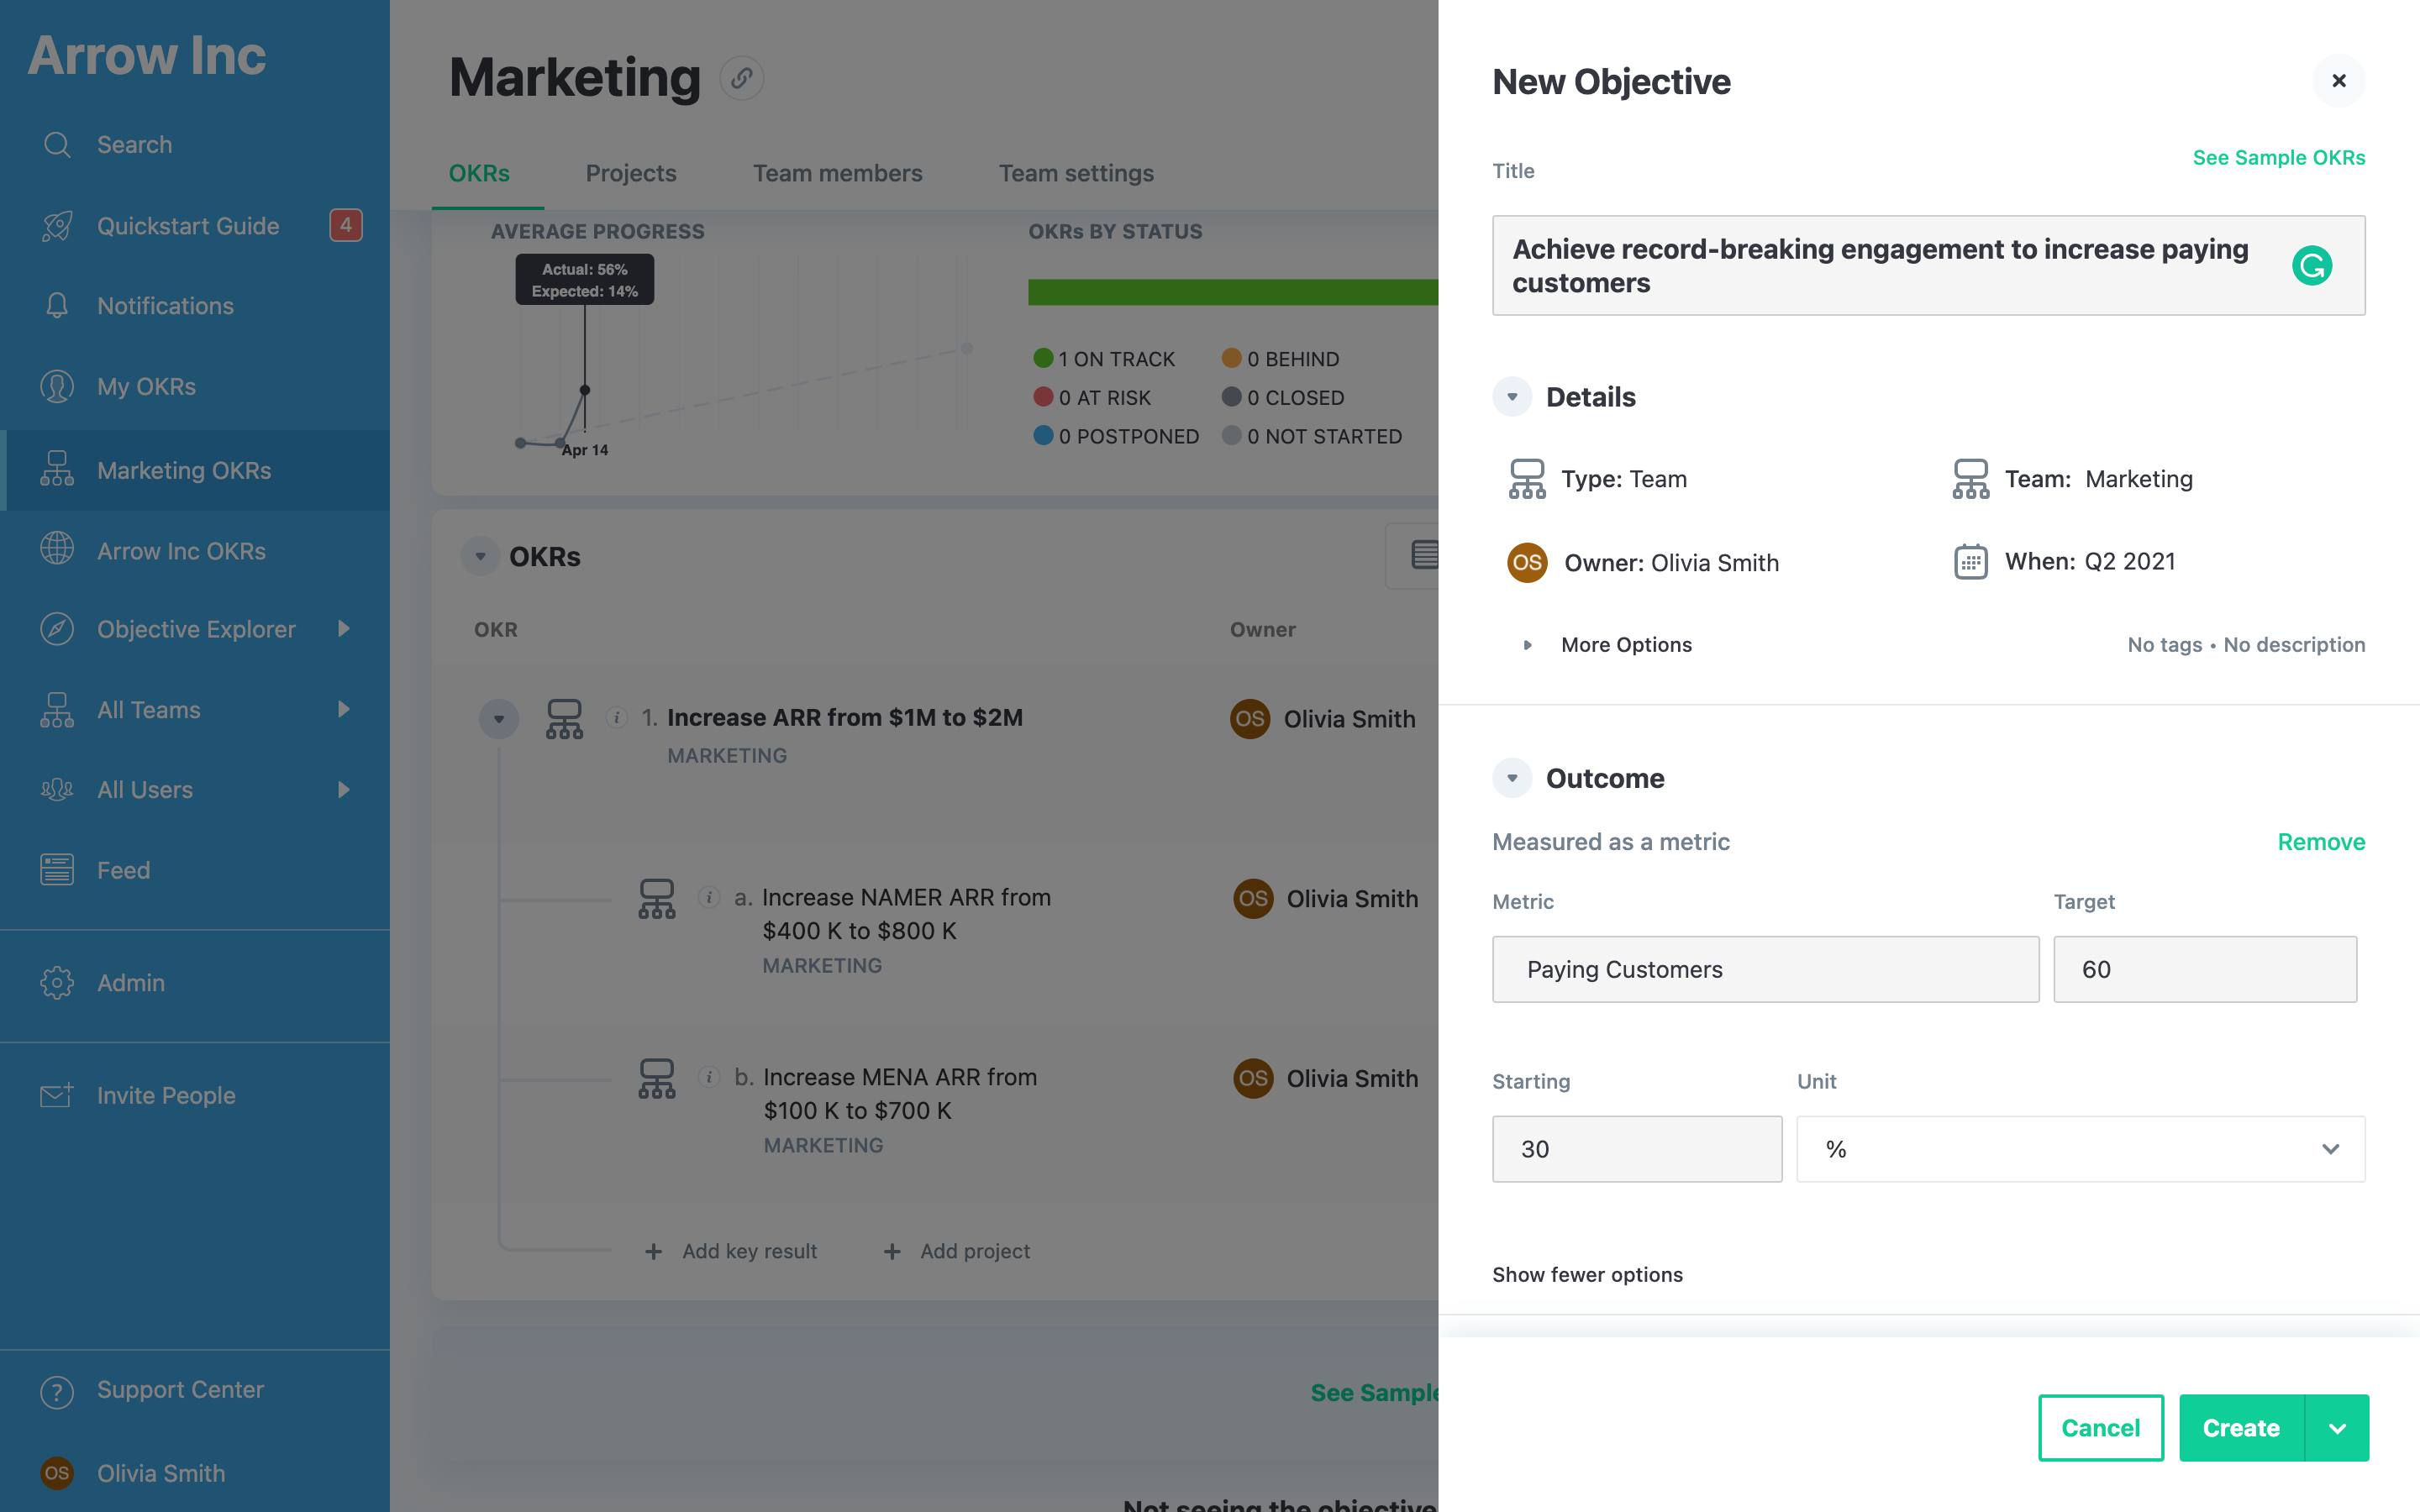 Arrow Inc
Search
Quickstart Guide
4
Notifications
My OKRs
Marketing OKRs
Arrow Inc OKRs
Objective Explorer
All Teams
All Users
Feed
Admin
Invite People
Support Center
OS
Olivia Smith
Marketing
OKRs
Projects
Team members
Team settings
AVERAGE PROGRESS
Actual: 56%
Expected: 14%
Apr 14
OKRs BY STATUS
1 ON TRACK
0 BEHIND
0 AT RISK
0 CLOSED
0 POSTPONED
0 NOT STARTED
OKRs
OKR
Owner
i
1. Increase ARR from $1M to $2M
MARKETING
OS
Olivia Smith
i
a. Increase NAMER ARR from
$400 K to $800 K
MARKETING
OS
Olivia Smith
i
b. Increase MENA ARR from
$100 K to $700 K
MARKETING
OS
Olivia Smith
+ Add key result
+ Add project
See Sample
Not seeing the objective
New Objective
See Sample OKRs
Title
Achieve record-breaking engagement to increase paying
customers
Details
Type: Team
Team: Marketing
OS
Owner: Olivia Smith
When: Q2 2021
More Options
No tags • No description
Outcome
Measured as a metric
Remove
Metric
Target
Paying Customers
60
Starting
Unit
30
%
Show fewer options
Cancel
Create